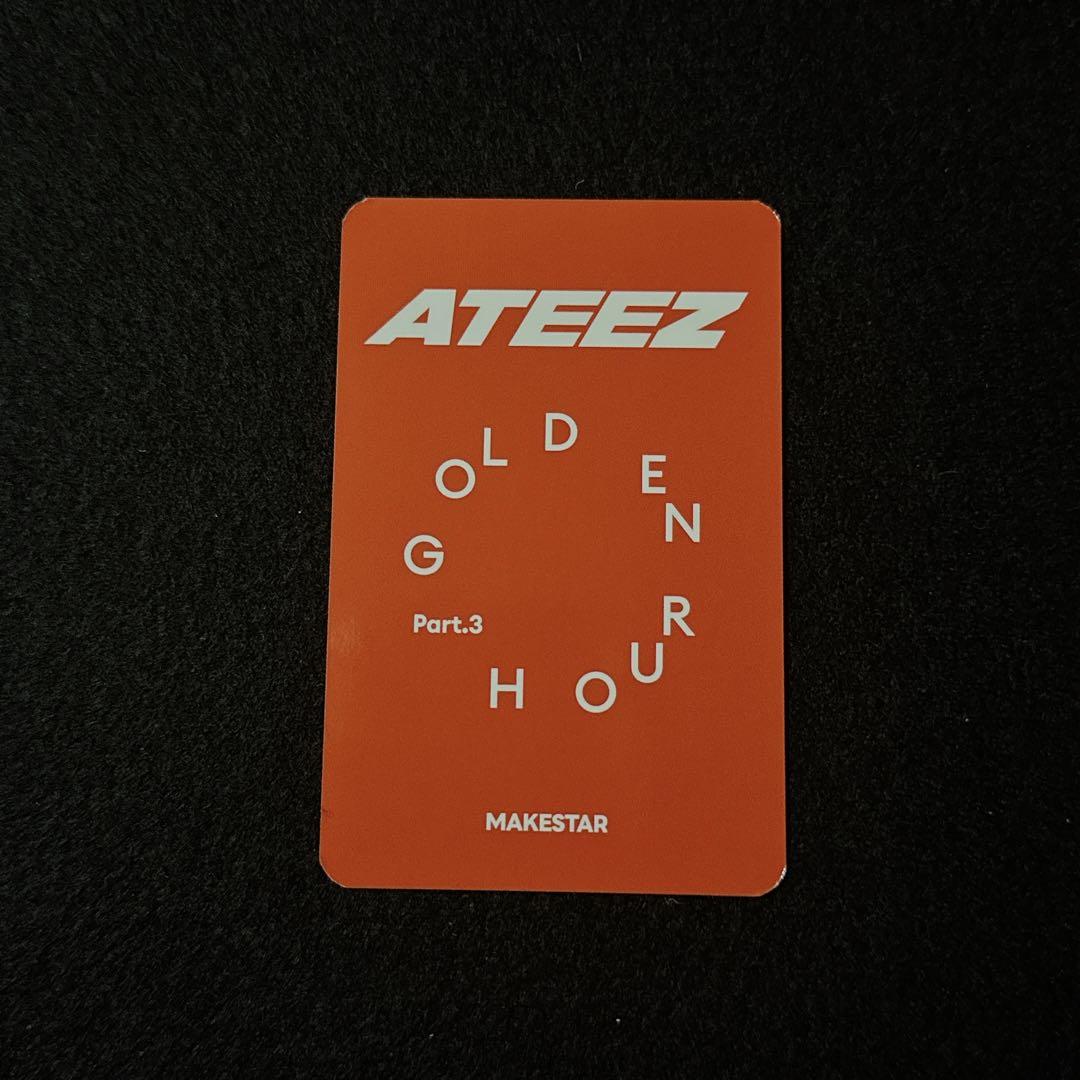 ATEEZ
GOLDEN
HOUR
Part.3
MAKESTAR